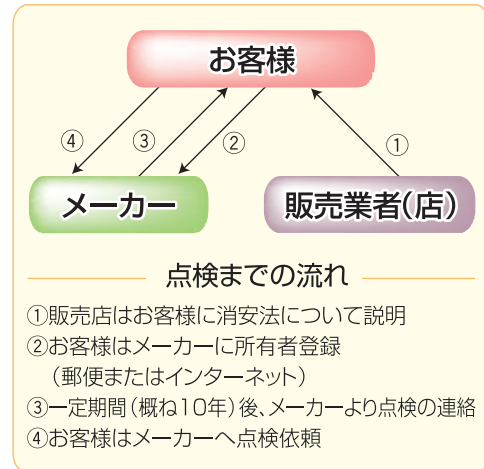 お客様
④
③
②
①
メーカー
販売業者(店)
点検までの流れ
①販売店はお客様に消安法について説明
②お客様はメーカーに所有者登録
(郵便またはインターネット)
③一定期間(概ね10年)後、メーカーより点検の連絡
④お客様はメーカーへ点検依頼